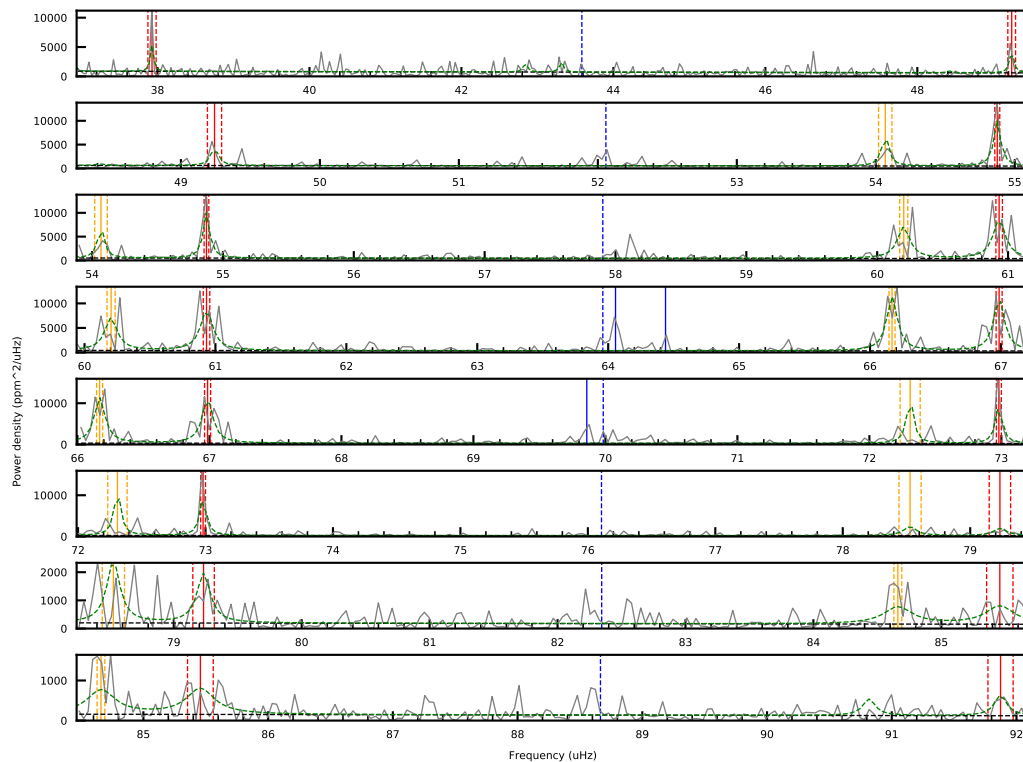 10000
5000
0
38 40 42 44 46 48
10000
5000
0
49 50 51 52 53 54 55
10000
5000
0
54 55 56 57 58 59 60 61
10000
5000
0
60 61 62 63 64 65 66 67
10000
0
66 67 68 69 70 71 72 73
Power density (ppm^2/uHz)
10000
0
72 73 74 75 76 77 78 79
2000
1000
0
79 80 81 82 83 84 85
1000
0
85 86 87 88 89 90 91 92
Frequency (uHz)